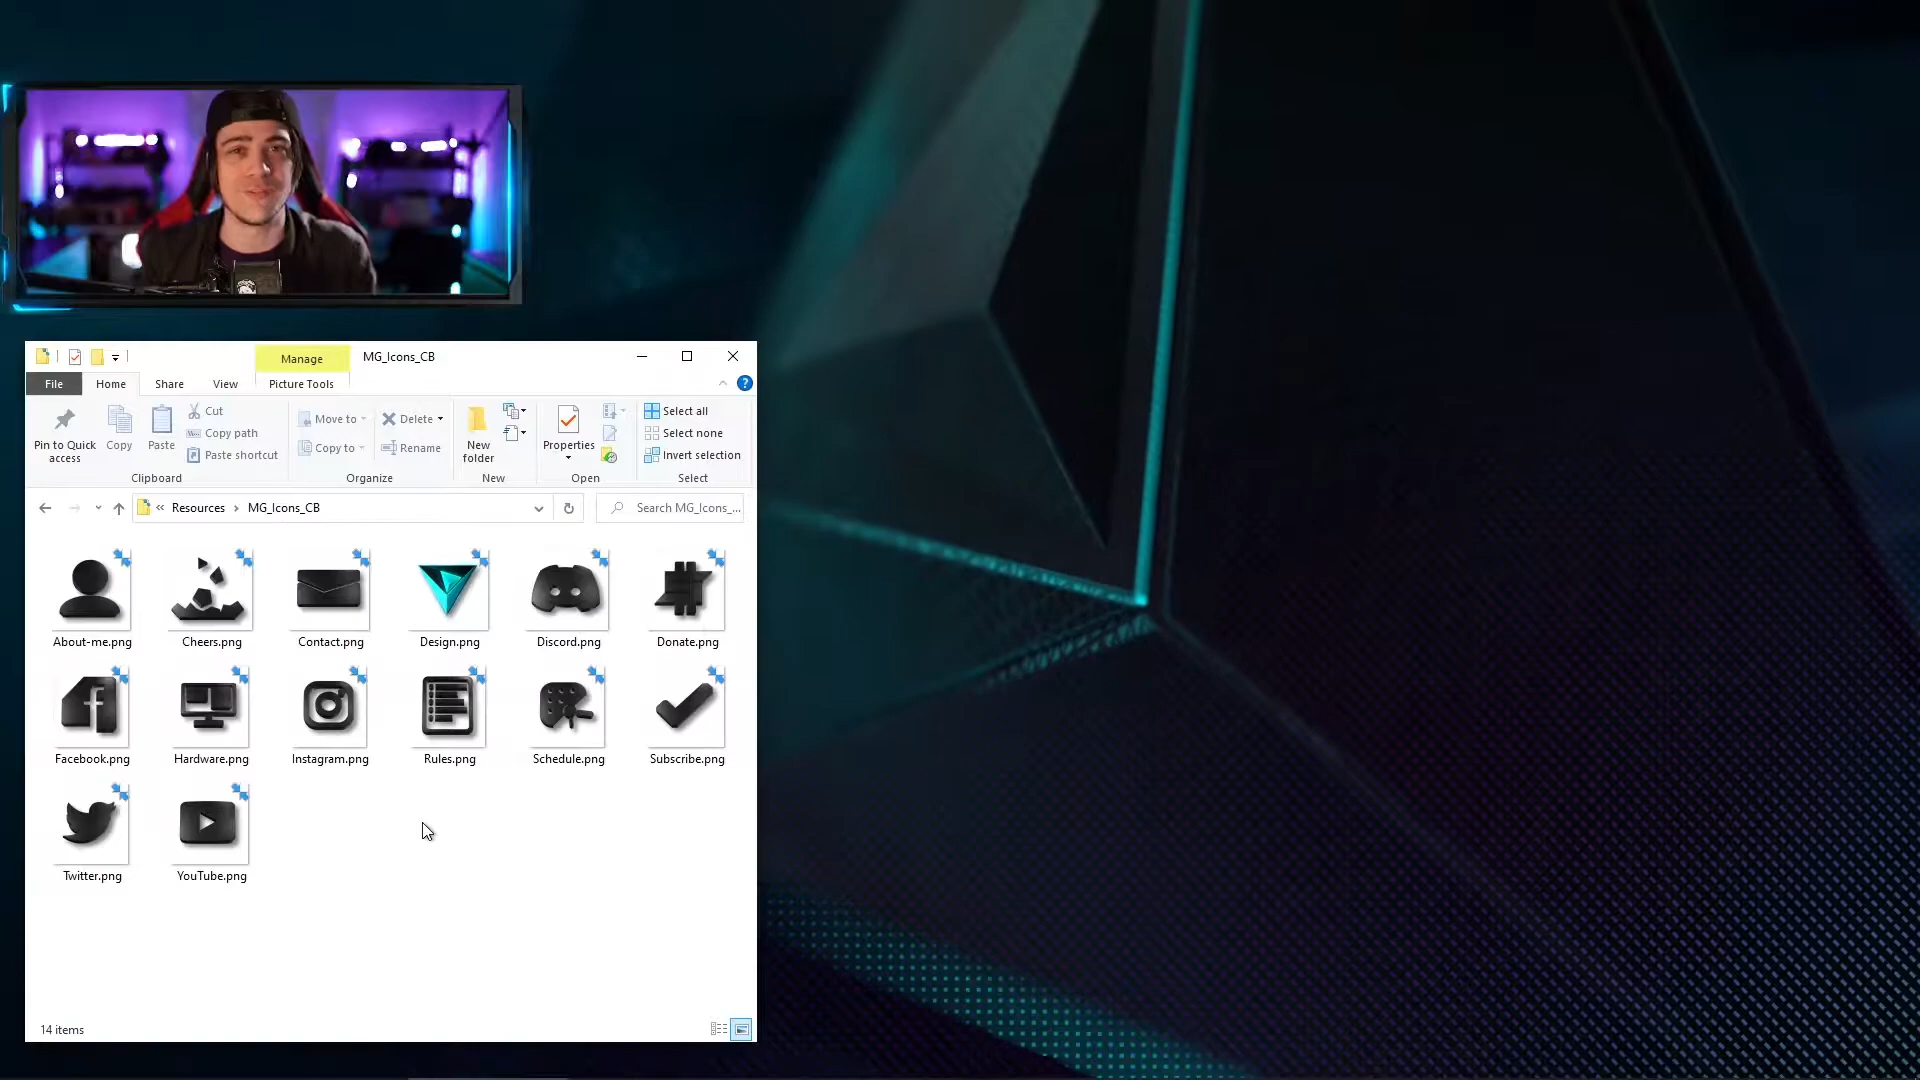 Manage
MG_Icons_CB
File
Home
Share
View
Picture Tools
Pin to Quick
access
Copy
Paste
Cut
Copy path
Paste shortcut
Clipboard
Move to
Copy to
Delete
Rename
Organize
New
folder
New
Properties
Open
Select all
Select none
Invert selection
Select
« Resources › MG_Icons_CB
Search MG_Icons_...
About-me.png
Cheers.png
Contact.png
Design.png
Discord.png
Donate.png
Facebook.png
Hardware.png
Instagram.png
Rules.png
Schedule.png
Subscribe.png
Twitter.png
YouTube.png
14 items